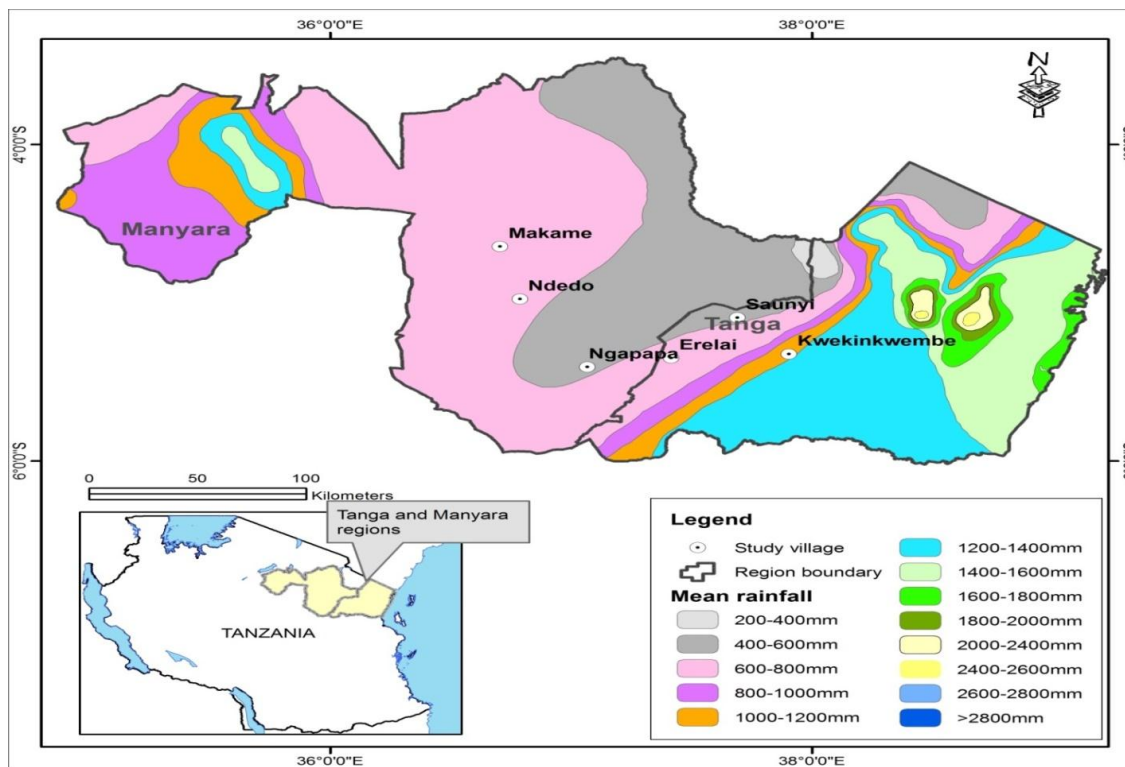 36°0'0"E
38°0'0"E
N
4°0'0"S
Manyara
Makame
Ndedo
Saunyi
Tanga
Erelai
Kwekinkwembe
Ngapapa
6°0'0"S
0 50 100
Kilometers
Tanga and Manyara
regions
TANZANIA
Legend
Study village
Region boundary
Mean rainfall
200-400mm
400-600mm
600-800mm
800-1000mm
1000-1200mm
1200-1400mm
1400-1600mm
1600-1800mm
1800-2000mm
2000-2400mm
2400-2600mm
2600-2800mm
>2800mm
36°0'0"E
38°0'0"E